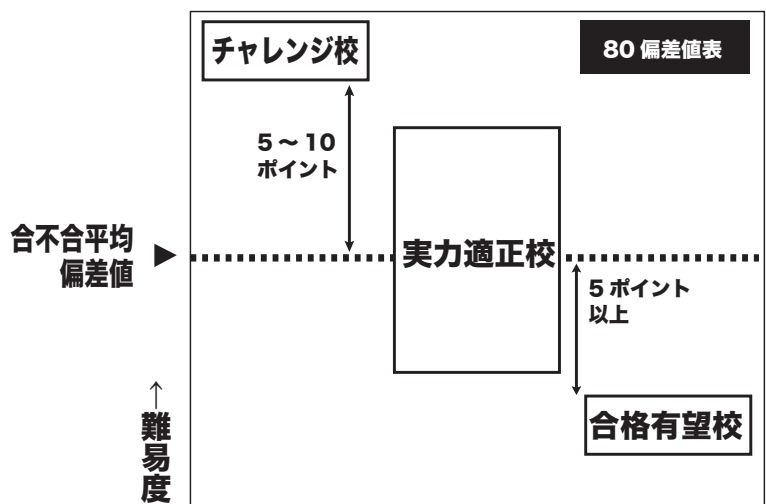 チャレンジ校
80偏差値表
5〜10
ポイント
合不合平均
偏差値
実力適正校
5ポイント
以上
合格有望校
↑難易度